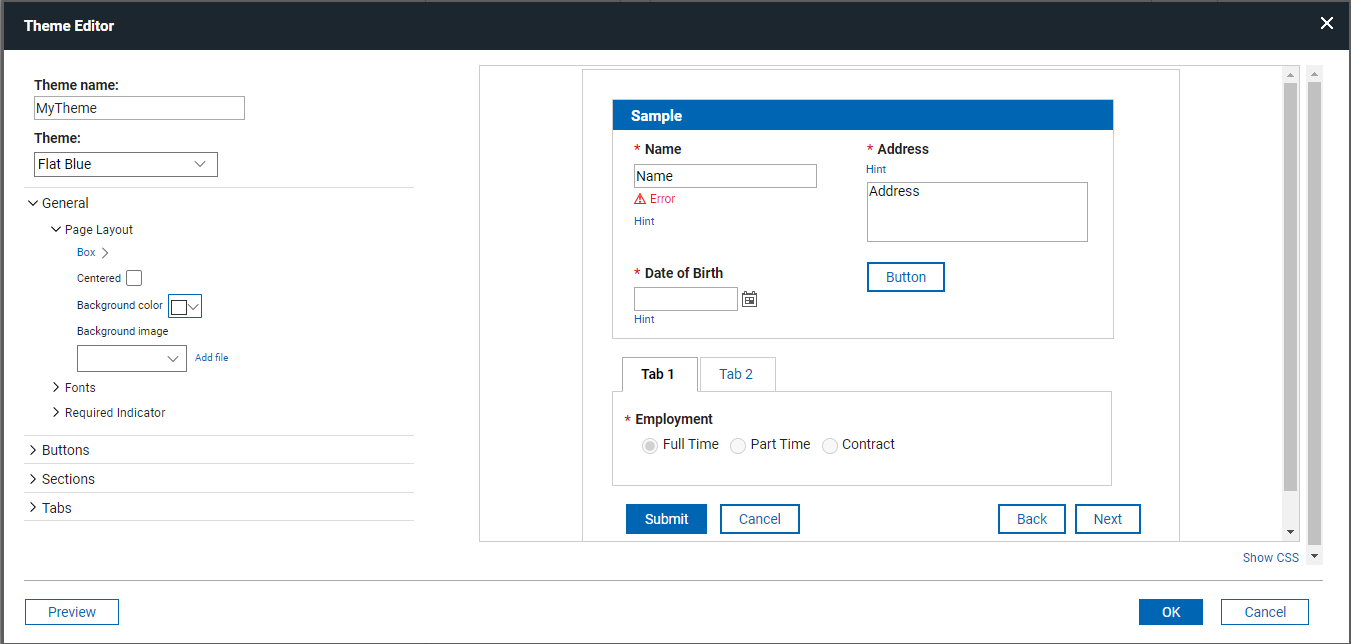 Theme Editor
Theme name:
MyTheme
Theme:
Flat Blue
General
Page Layout
Box
Centered
Background color
Background image
Add file
Fonts
Required Indicator
Buttons
Sections
Tabs
Sample
* Name
Name
Error
Hint
* Address
Hint
Address
* Date of Birth
Hint
Button
Tab 1 Tab 2
* Employment
Full Time Part Time Contract
Submit Cancel Back Next
Show CSS
Preview OK Cancel